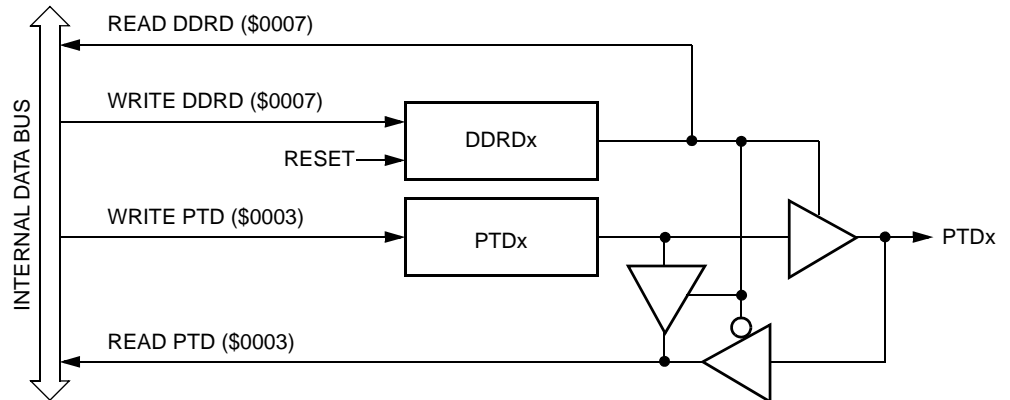 READ DDRD ($0007)
WRITE DDRD ($0007)
DDRDx
RESET
WRITE PTD ($0003)
PTDx
PTDx
READ PTD ($0003)
INTERNAL DATA BUS